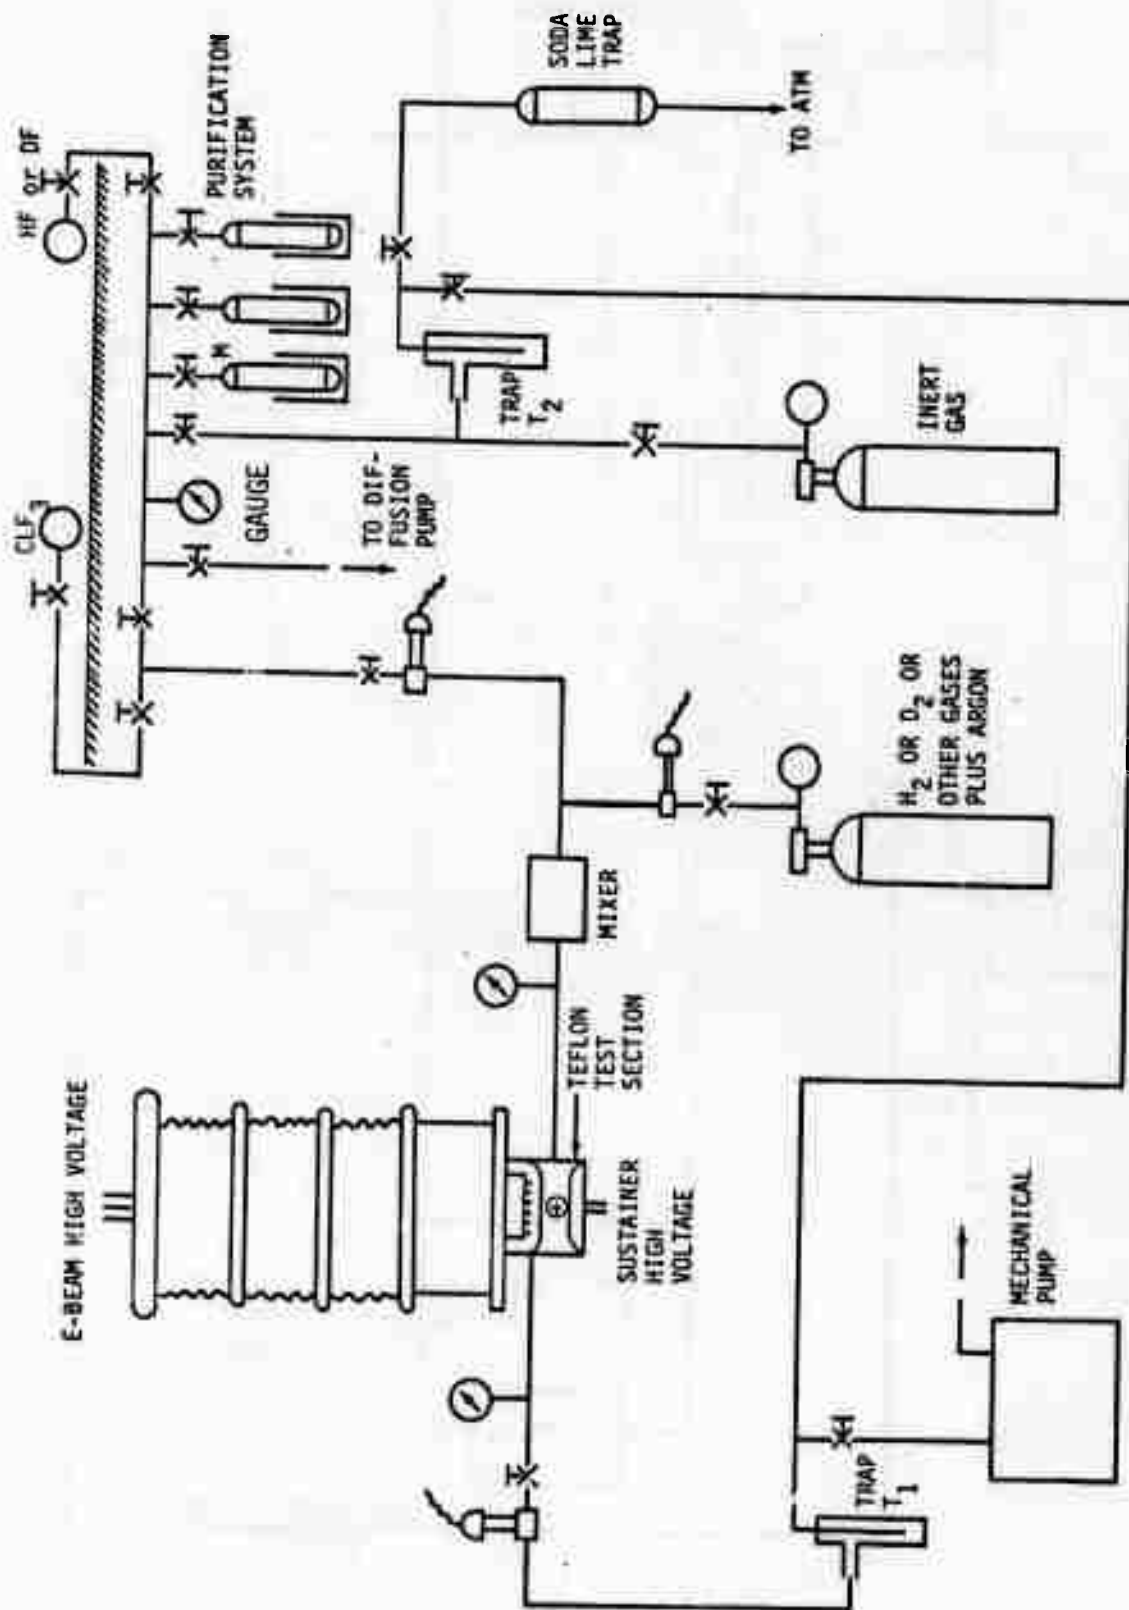 E-BEAM HIGH VOLTAGE
CLF3
HF or DF
PURIFICATION
SYSTEM
M
GAUGE
TO DIF-
FUSION
PUMP
TRAP
T2
SODA
LIME
TRAP
TO ATM
INERT
GAS
H2 OR D2 OR
OTHER GASES
PLUS ARGON
MIXER
TEFLON
TEST
SECTION
SUSTAINER
HIGH
VOLTAGE
MECHANICAL
PUMP
TRAP
T1